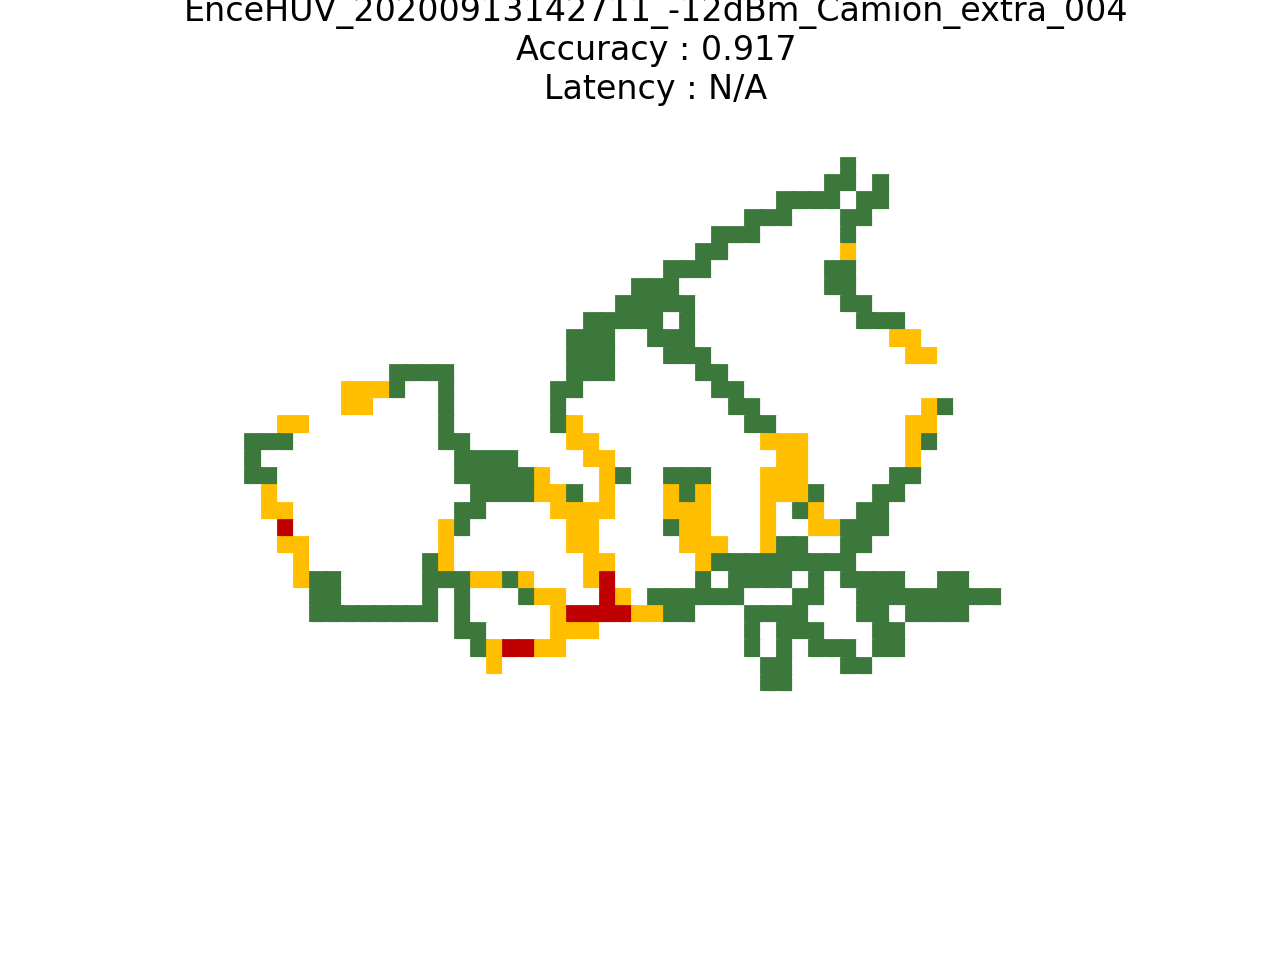 EnceHUV_20200913142711_-12dBm_Camion_extra_004
Accuracy : 0.917
Latency : N/A